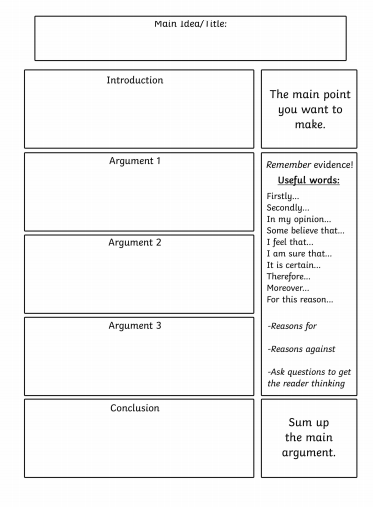 Main Idea/Title:
Introduction
The main point
you want to
make.
Argument 1
Remember evidence!
Useful words:
Firstly...
Secondly...
In my opinion...
Some believe that...
I feel that...
I am sure that...
It is certain...
Therefore...
Moreover...
For this reason...
-Reasons for
-Reasons against
-Ask questions to get
the reader thinking
Argument 2
Argument 3
Conclusion
Sum up
the main
argument.